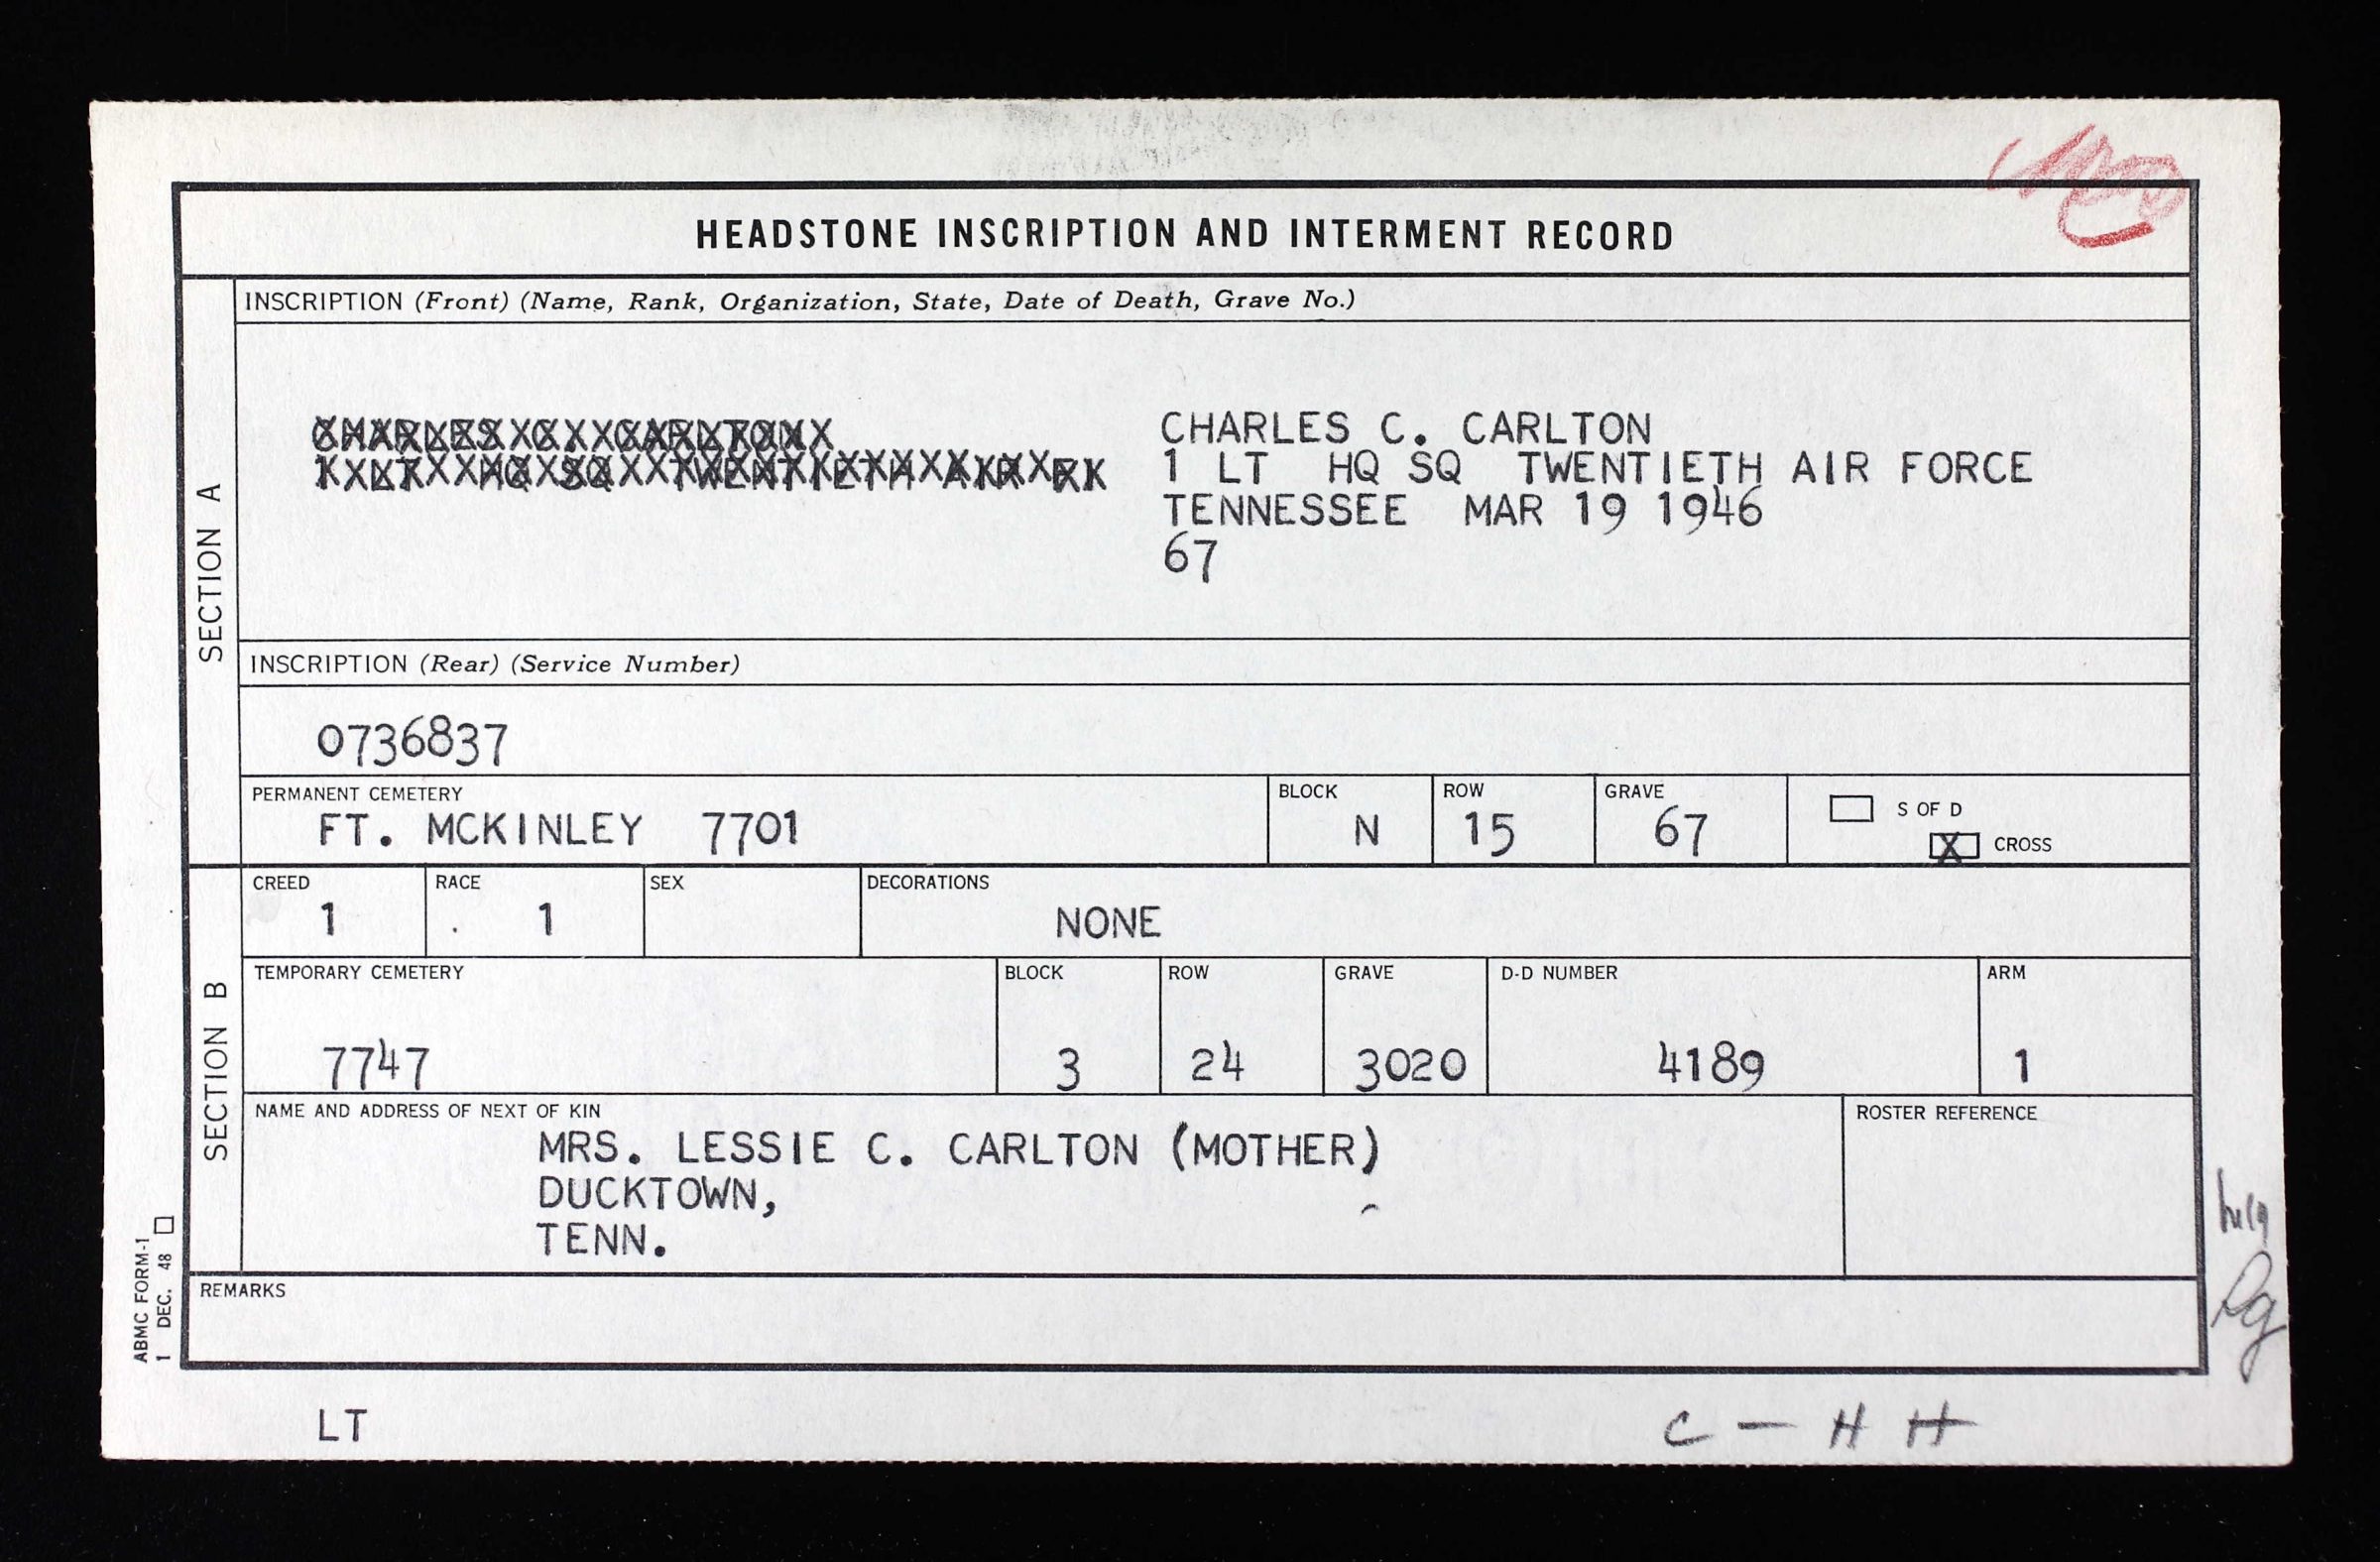 HEADSTONE INSCRIPTION AND INTERMENT RECORD
SECTION A
INSCRIPTION (Front) (Name, Rank, Organization, State, Date of Death, Grave No.)
CHARLES C. CARLTON
1 LT HQ SQ TWENTIETH AIR FORCE
TENNESSEE MAR 19 1946
67
INSCRIPTION (Rear) (Service Number)
0736837
PERMANENT CEMETERY BLOCK ROW GRAVE
FT. MCKINLEY 7701 N 15 67
S OF D
X CROSS
SECTION B
CREED RACE SEX DECORATIONS
1 1 NONE
TEMPORARY CEMETERY BLOCK ROW GRAVE D-D NUMBER ARM
7747 3 24 3020 4189 1
NAME AND ADDRESS OF NEXT OF KIN ROSTER REFERENCE
MRS. LESSIE C. CARLTON (MOTHER)
DUCKTOWN,
TENN.
REMARKS
ABMC FORM-1
1 DEC. 48
LT
C - H H